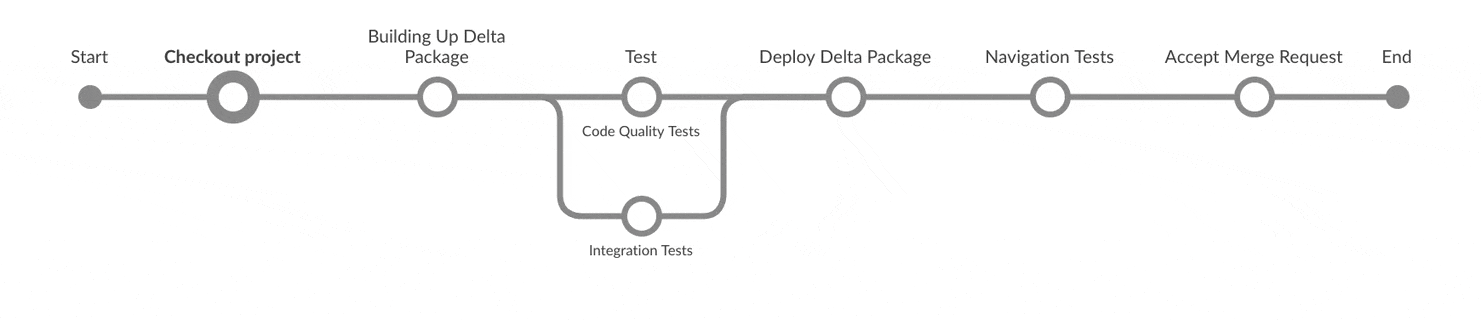 Start
Checkout project
Building Up Delta
Package
Test
Deploy Delta Package
Navigation Tests
Accept Merge Request
End
Code Quality Tests
Integration Tests